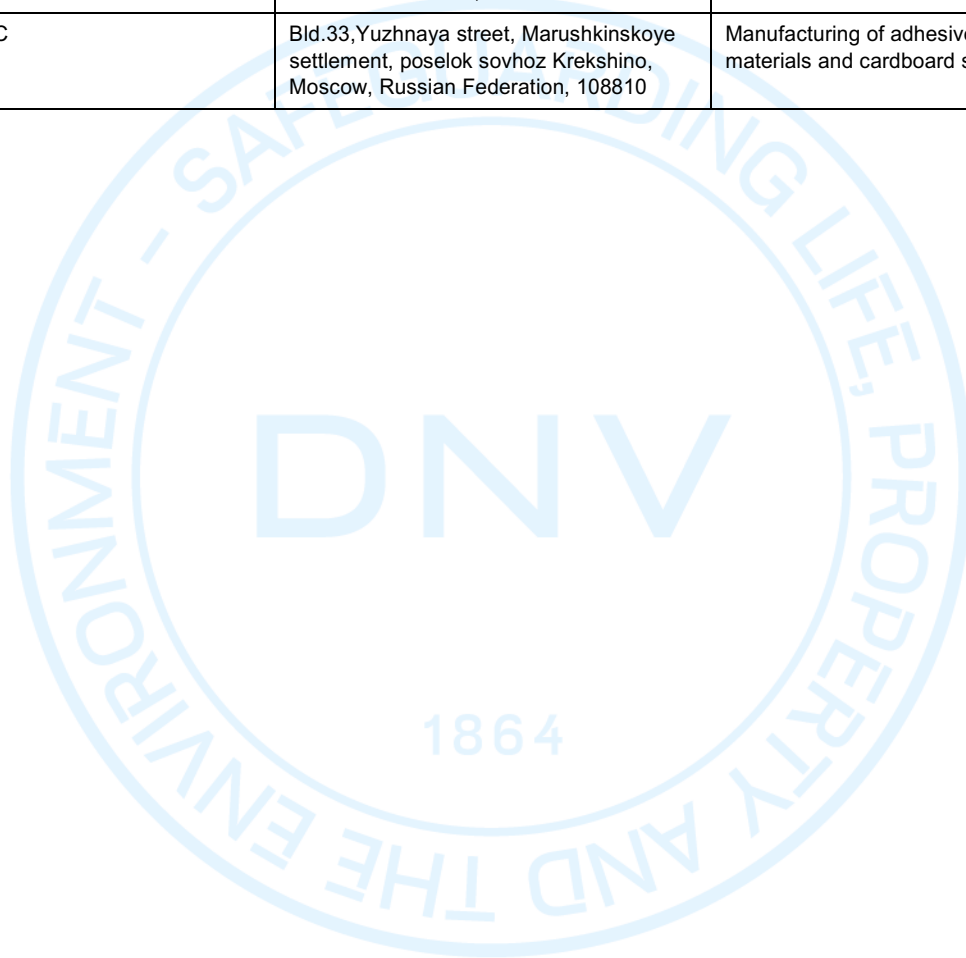 C
Bld.33,Yuzhnaya street, Marushkinskoye
settlement, poselok sovhoz Krekshino,
Moscow, Russian Federation, 108810
Manufacturing of adhesive
materials and cardboard s
SAFEGUARDING LIFE, PROPERTY AND THE ENVIRONMENT -
DNV
1864